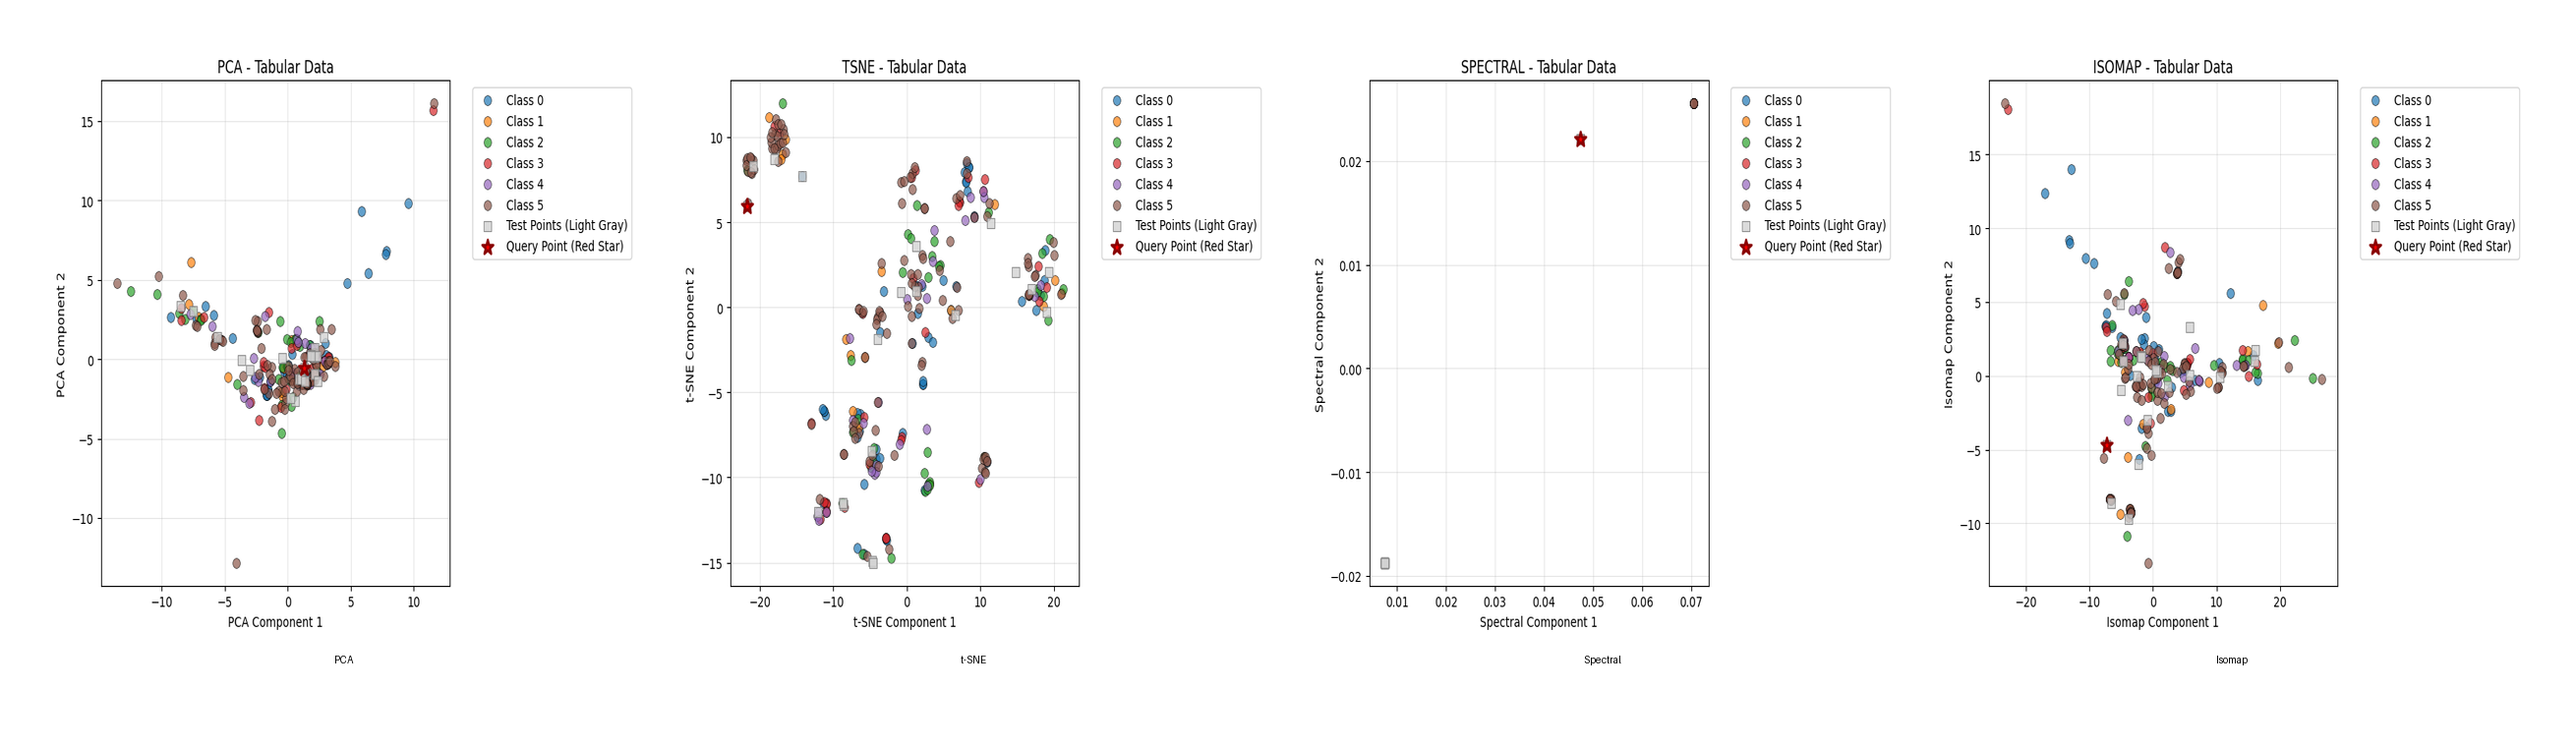 PCA - Tabular Data
PCA Component 2
15
10
5
0
−5
−10
−10
−5
0
5
10
PCA Component 1
Class 0
Class 1
Class 2
Class 3
Class 4
Class 5
Test Points (Light Gray)
Query Point (Red Star)
PCA
TSNE - Tabular Data
t-SNE Component 2
10
5
0
−5
−10
−15
−20
−10
0
10
20
t-SNE Component 1
Class 0
Class 1
Class 2
Class 3
Class 4
Class 5
Test Points (Light Gray)
Query Point (Red Star)
t-SNE
SPECTRAL - Tabular Data
Spectral Component 2
0.02
0.01
0.00
−0.01
−0.02
0.01
0.02
0.03
0.04
0.05
0.06
0.07
Spectral Component 1
Class 0
Class 1
Class 2
Class 3
Class 4
Class 5
Test Points (Light Gray)
Query Point (Red Star)
Spectral
ISOMAP - Tabular Data
Isomap Component 2
15
10
5
0
−5
−10
−20
−10
0
10
20
Isomap Component 1
Class 0
Class 1
Class 2
Class 3
Class 4
Class 5
Test Points (Light Gray)
Query Point (Red Star)
Isomap